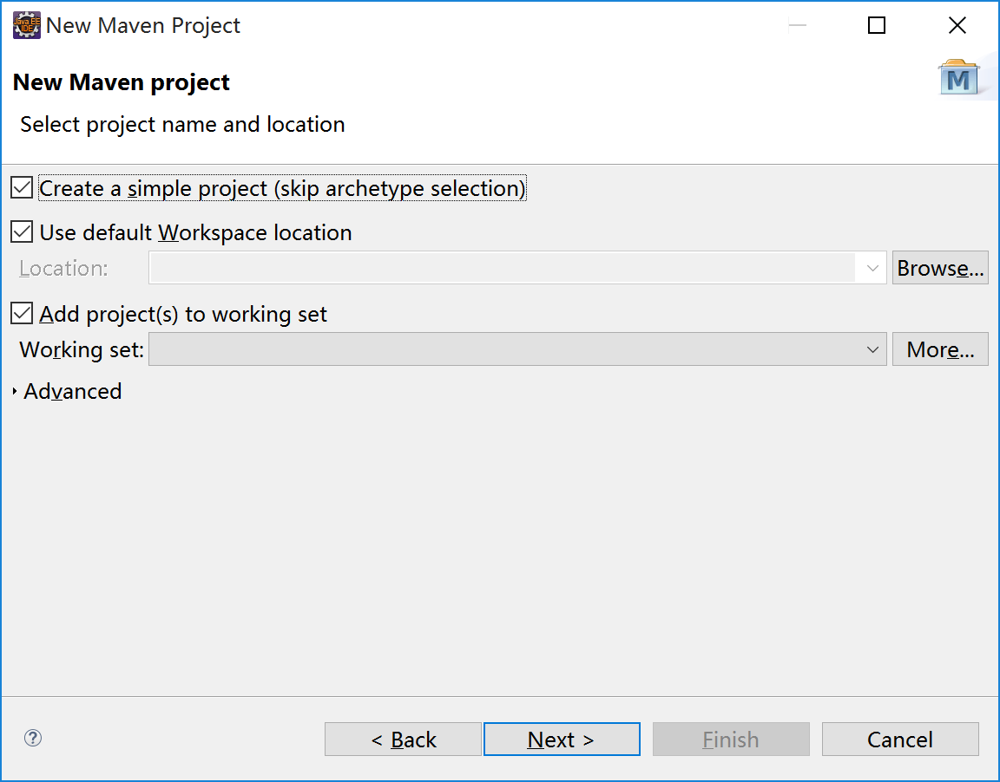 Java EE
IDE
New Maven Project
New Maven project
M
Select project name and location
Create a simple project (skip archetype selection)
Use default Workspace location
Location:
Browse...
Add project(s) to working set
Working set:
More...
Advanced
?
< Back
Next >
Finish
Cancel